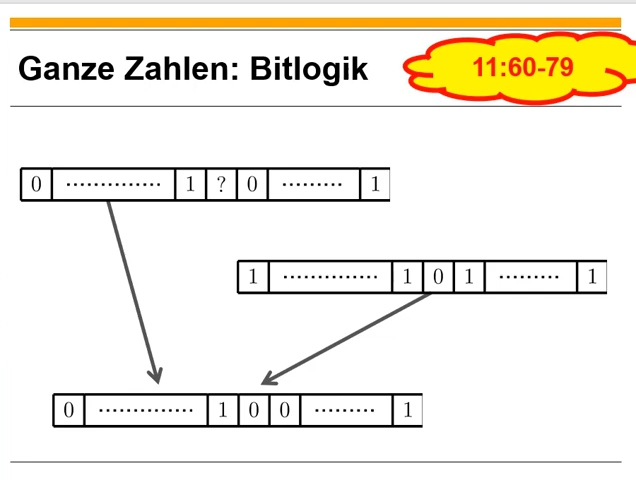 Ganze Zahlen: Bitlogik
11:60-79
0 .............. 1 ? 0 ......... 1
1 .............. 1 0 1 ......... 1
0 .............. 1 0 0 ......... 1